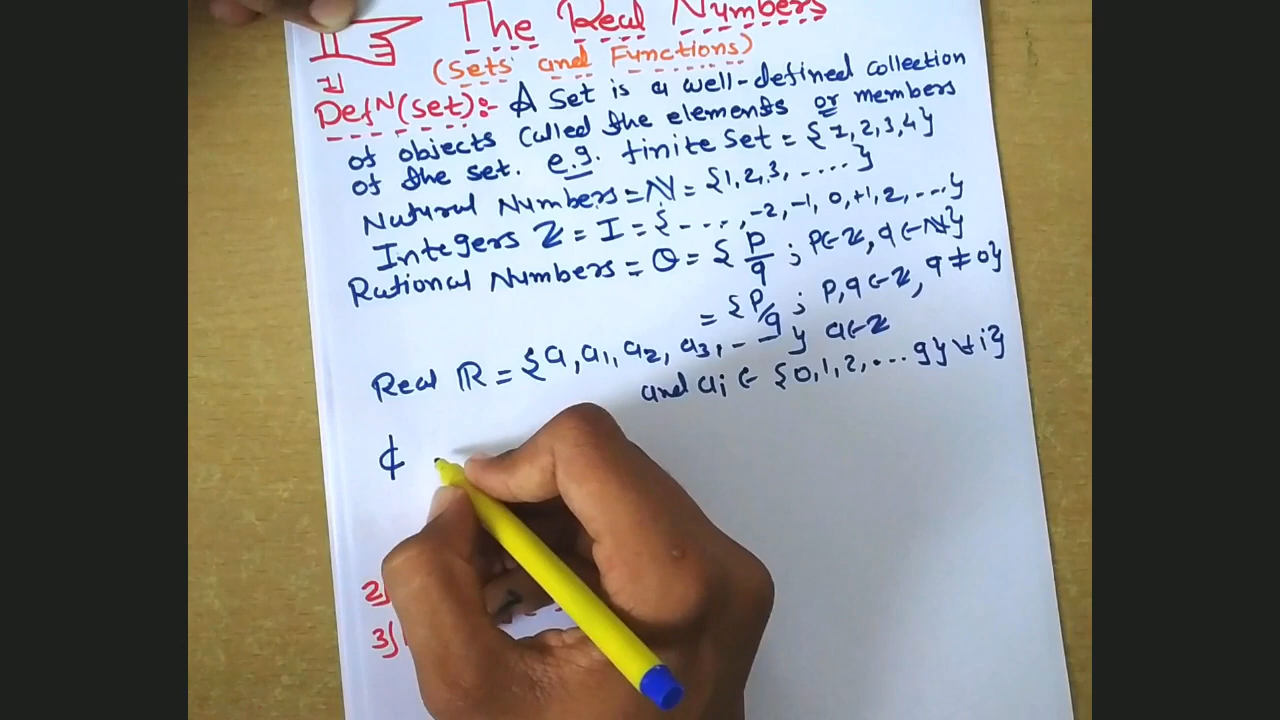 The Real Numbers
(Sets and Functions)
1)
Defᴺ(Set):- A Set is a well-defined collection
of objects called the elements or members
of the set. e.g. finite set = {1,2,3,4}
Natural Numbers = N = {1,2,3, .....}
Integers Z = I = {- ..., -2, -1, 0, +1, 2, ...}
Rational Numbers = Q = { p/q ; p∈Z, q∈N}
= {p/q ; p,q∈Z, q≠0}
Real ℝ = {a, a₁, a₂, a₃, - - } a∈Z
and aᵢ ∈ {0,1,2, ... 9} ∀i}
₵
2)
3)